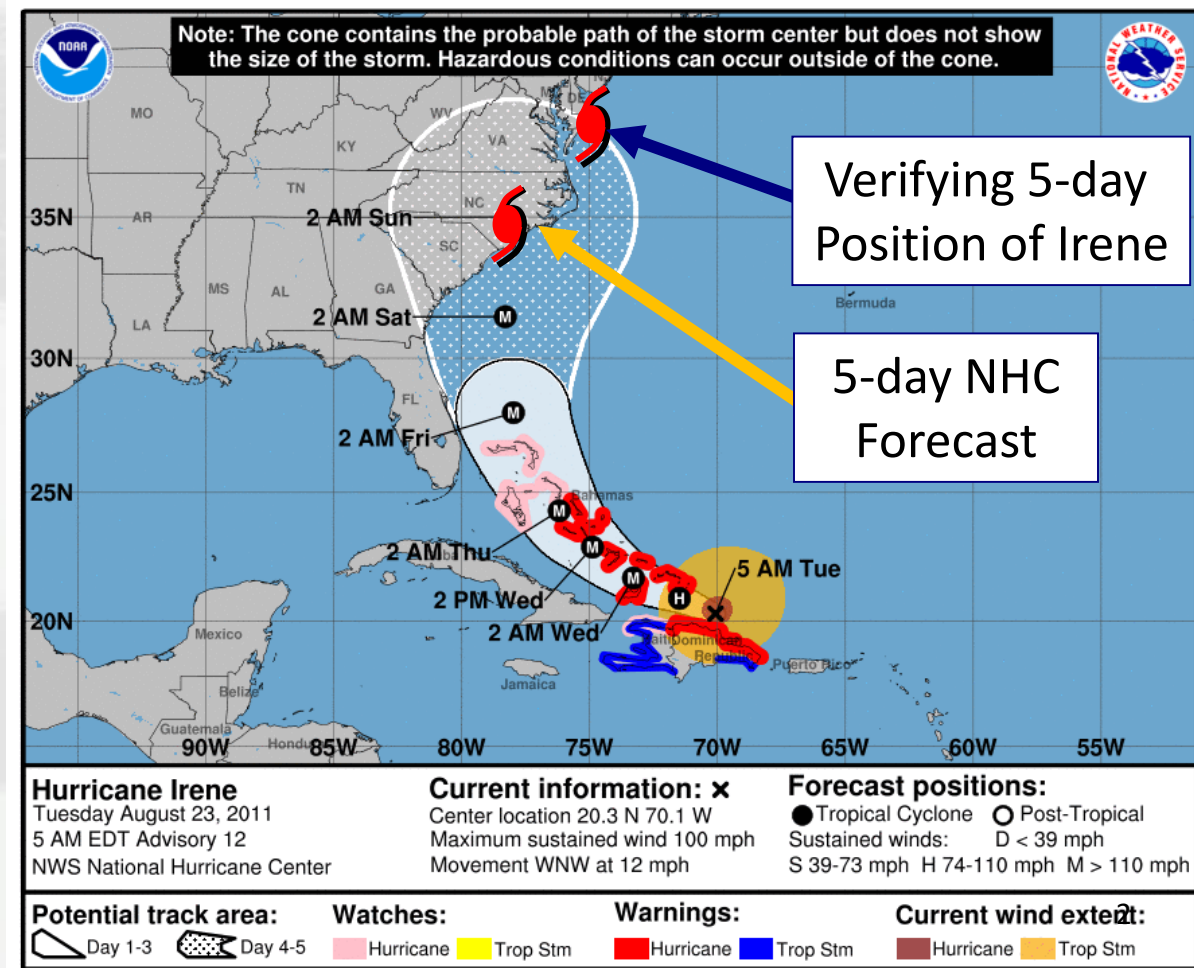 Note: The cone contains the probable path of the storm center but does not show
the size of the storm. Hazardous conditions can occur outside of the cone.
NOAA
NATIONAL WEATHER SERVICE
MO
KY
WV
VA
DE
TN
NC
AR
SC
MS
AL
GA
LA
FL
35N
30N
25N
20N
2 AM Sun
2 AM Sat
2 AM Fri
2 AM Thu
2 PM Wed
2 AM Wed
5 AM Tue
M
M
M
M
M
H
Verifying 5-day
Position of Irene
5-day NHC
Forecast
Bermuda
Bahamas
Mexico
Belize
Guatemala
Jamaica
Dominican
Puerto Rico
90W 85W 80W 75W 70W 65W 60W 55W
Hurricane Irene
Tuesday August 23, 2011
5 AM EDT Advisory 12
NWS National Hurricane Center
Current information: ×
Center location 20.3 N 70.1 W
Maximum sustained wind 100 mph
Movement WNW at 12 mph
Forecast positions:
Tropical Cyclone Post-Tropical
Sustained winds: D < 39 mph
S 39-73 mph H 74-110 mph M > 110 mph
Potential track area:
Day 1-3 Day 4-5
Watches:
Hurricane Trop Stm
Warnings:
Hurricane Trop Stm
Current wind extent:
Hurricane Trop Stm
2